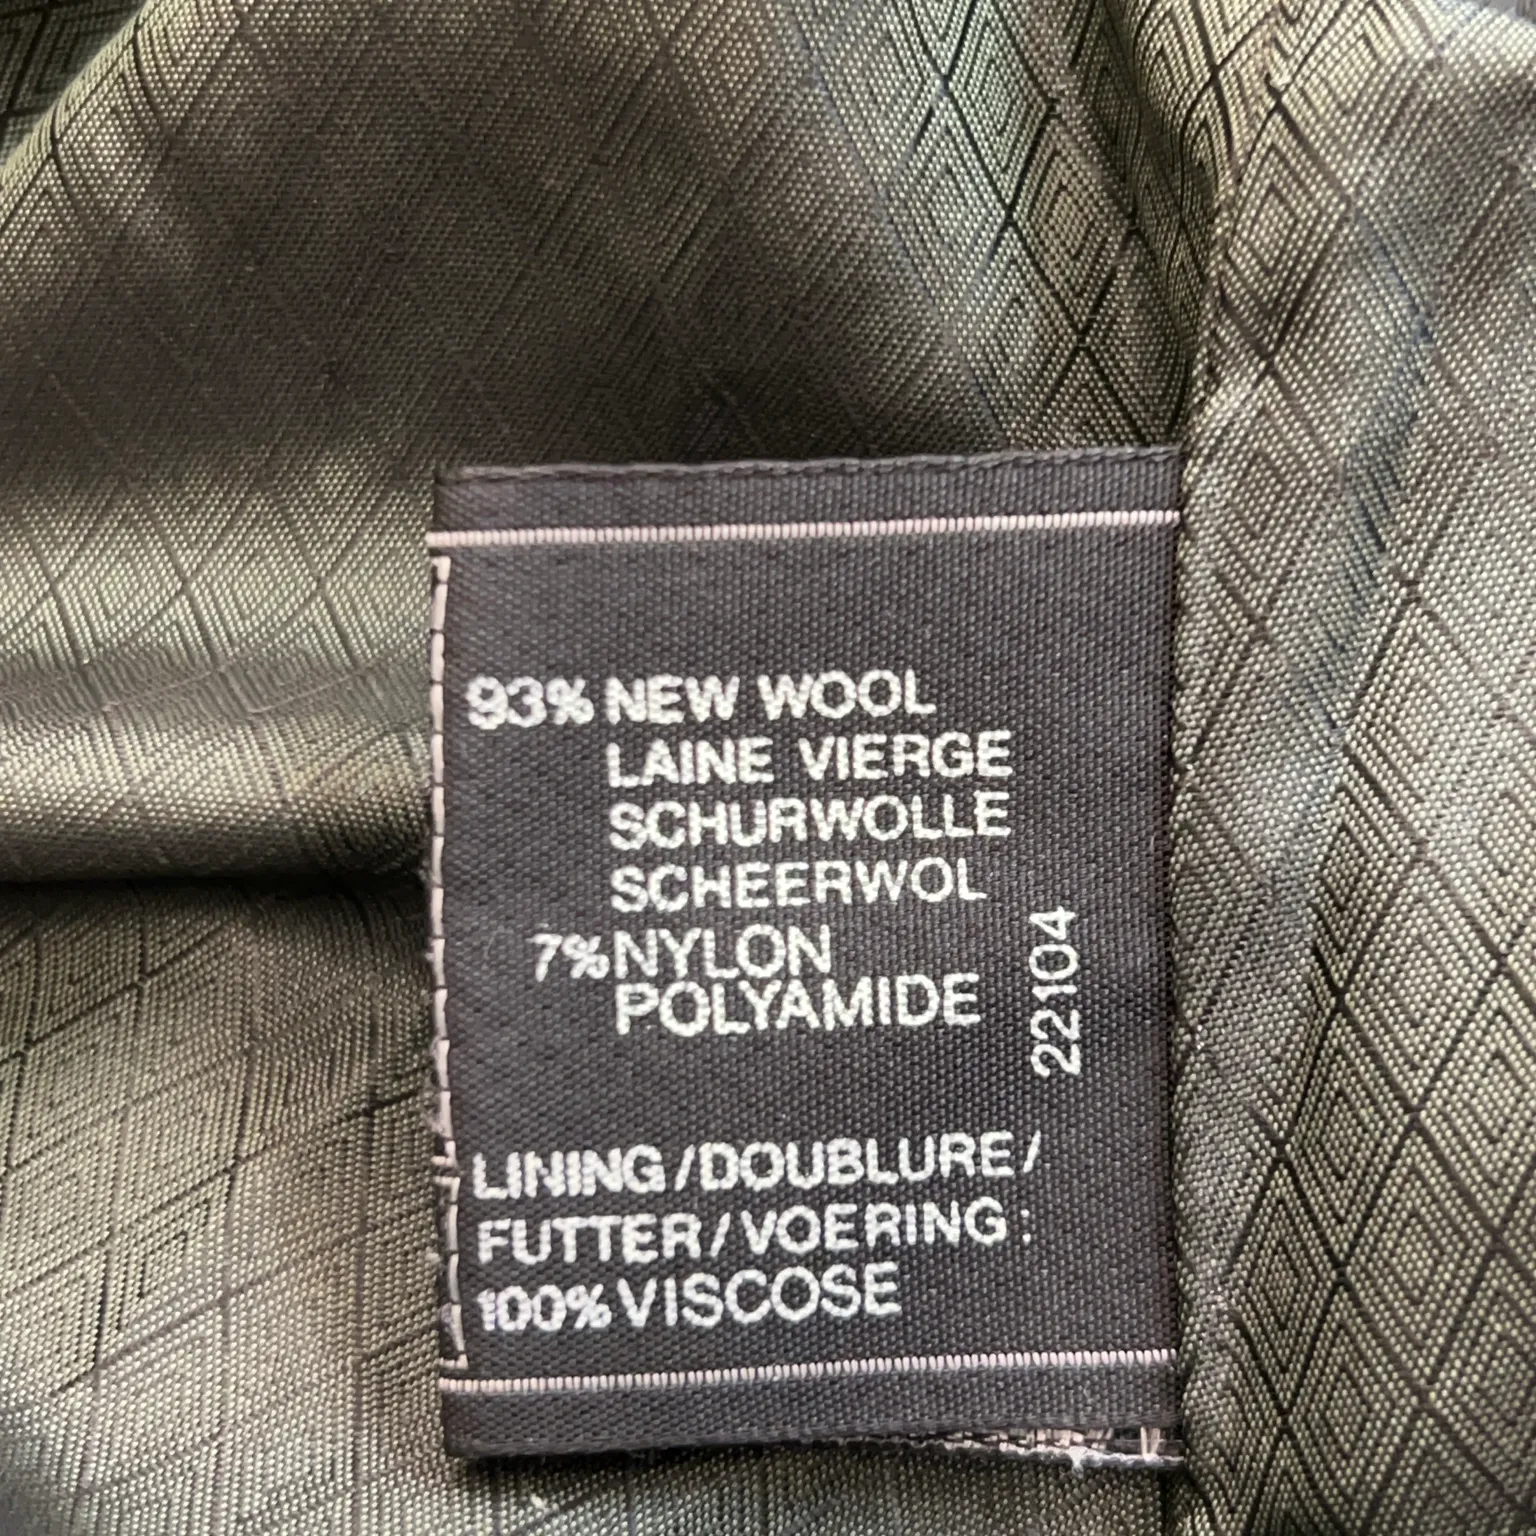 93% NEW WOOL
LAINE VIERGE
SCHURWOLLE
SCHEERWOL
7% NYLON
POLYAMIDE
22104
LINING/DOUBLURE/
FUTTER/VOERING:
100% VISCOSE